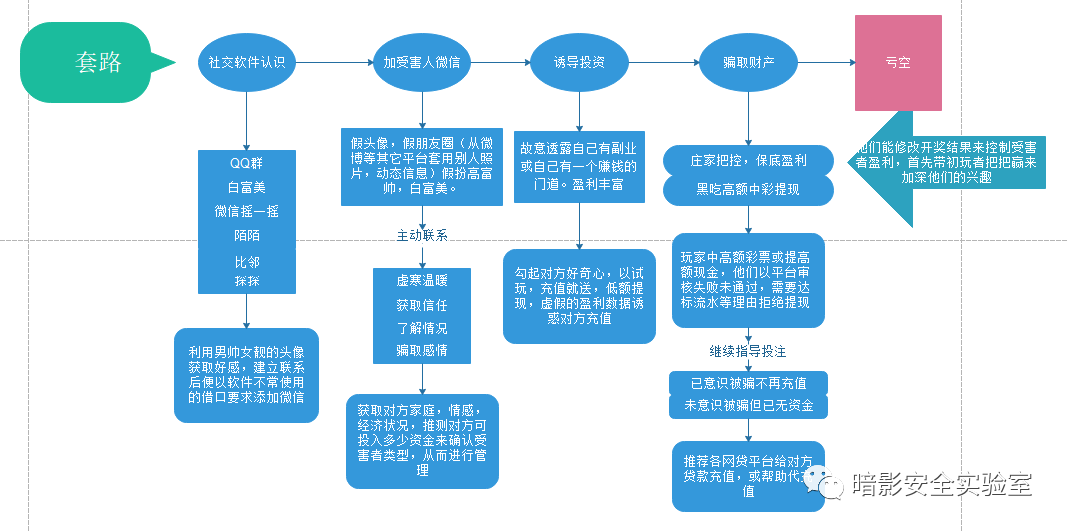 套路
社交软件认识
加受害人微信
诱导投资
骗取财产
亏空
QQ群
白富美
微信摇一摇
陌陌
比邻
探探
利用男帅女靓的头像
获取好感，建立联系
后便以软件不常使用
的借口要求添加微信
假头像，假朋友圈（从微
博等其它平台套用别人照
片，动态信息）假扮高富
帅，白富美。
主动联系
虚寒温暖
获取信任
了解情况
骗取感情
获取对方家庭，情感，
经济状况，推测对方可
投入多少资金来确认受
害者类型，从而进行管
理
故意透露自己有副业
或自己有一个赚钱的
门道。盈利丰富
勾起对方好奇心，以试
玩，充值就送，低额提
现，虚假的盈利数据诱
惑对方充值
庄家把控，保底盈利
黑吃高额中彩提现
玩家中高额彩票或提高
额现金，他们以平台审
核失败未通过，需要达
标流水等理由拒绝提现
继续指导投注
已意识被骗不再充值
未意识被骗但已无资金
推荐各网贷平台给对方
贷款充值，或帮助代充
值
他们能修改开奖结果来控制受害
者盈利，首先带初玩者把把赢来
加深他们的兴趣
暗影安全实验室